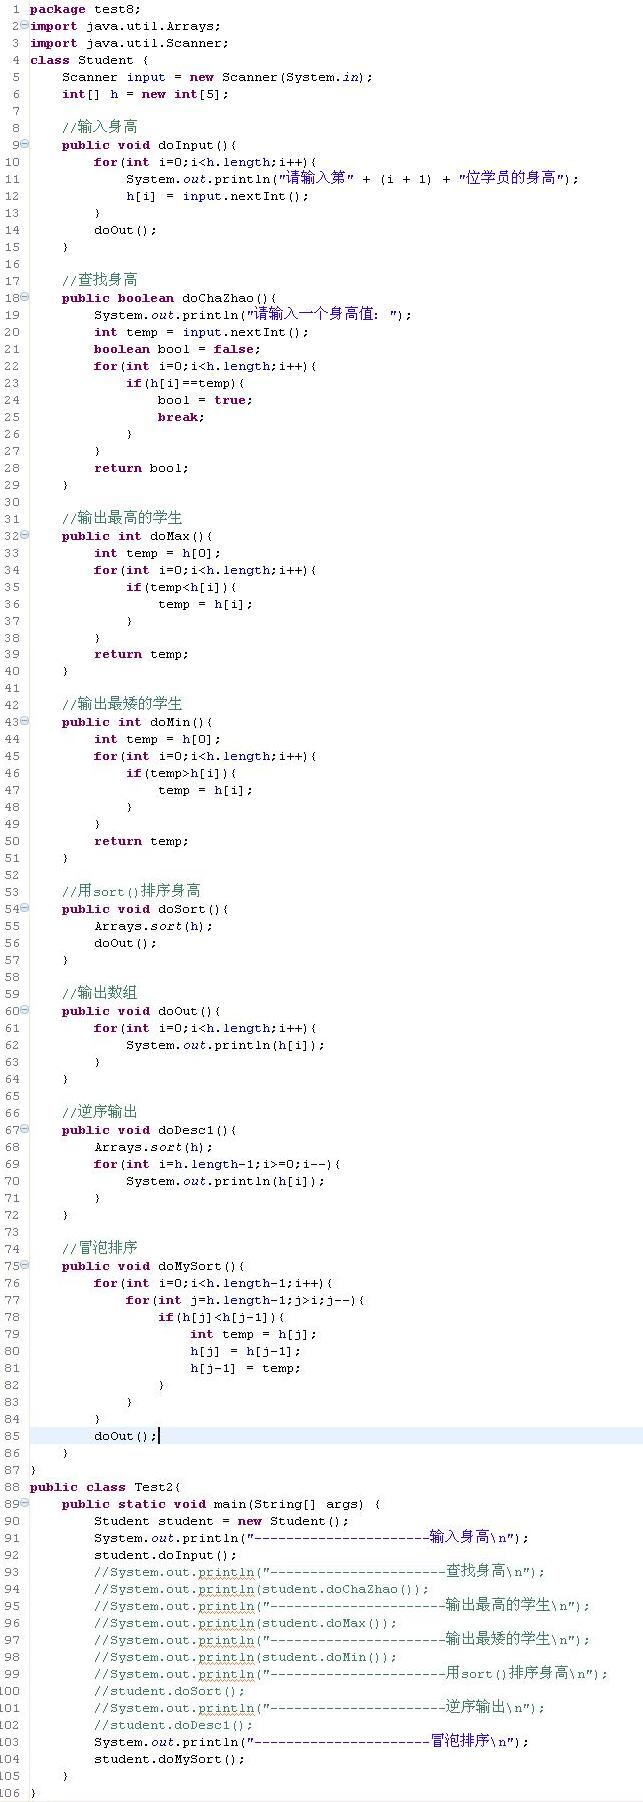 1 package test8;
2 import java.util.Arrays;
3 import java.util.Scanner;
4 class Student {
5     Scanner input = new Scanner(System.in);
6     int[] h = new int[5];
7
8     //输入身高
9     public void doInput(){
10         for(int i=0;i<h.length;i++){
11             System.out.println("请输入第" + (i + 1) + "位学员的身高");
12             h[i] = input.nextInt();
13         }
14         doOut();
15     }
16
17     //查找身高
18     public boolean doChaZhao(){
19         System.out.println("请输入一个身高值：");
20         int temp = input.nextInt();
21         boolean bool = false;
22         for(int i=0;i<h.length;i++){
23             if(h[i]==temp){
24                 bool = true;
25                 break;
26             }
27         }
28         return bool;
29     }
30
31     //输出最高的学生
32     public int doMax(){
33         int temp = h[0];
34         for(int i=0;i<h.length;i++){
35             if(temp<h[i]){
36                 temp = h[i];
37             }
38         }
39         return temp;
40     }
41
42     //输出最矮的学生
43     public int doMin(){
44         int temp = h[0];
45         for(int i=0;i<h.length;i++){
46             if(temp>h[i]){
47                 temp = h[i];
48             }
49         }
50         return temp;
51     }
52
53     //用sort()排序身高
54     public void doSort(){
55         Arrays.sort(h);
56         doOut();
57     }
58
59     //输出数组
60     public void doOut(){
61         for(int i=0;i<h.length;i++){
62             System.out.println(h[i]);
63         }
64     }
65
66     //逆序输出
67     public void doDesc1(){
68         Arrays.sort(h);
69         for(int i=h.length-1;i>=0;i--){
70             System.out.println(h[i]);
71         }
72     }
73
74     //冒泡排序
75     public void doMySort(){
76         for(int i=0;i<h.length-1;i++){
77             for(int j=h.length-1;j>i;j--){
78                 if(h[j]<h[j-1]){
79                     int temp = h[j];
80                     h[j] = h[j-1];
81                     h[j-1] = temp;
82                 }
83             }
84         }
85         doOut();
86     }
87 }
88 public class Test2{
89     public static void main(String[] args) {
90         Student student = new Student();
91         System.out.println("----------------------输入身高\n");
92         student.doInput();
93         //System.out.println("----------------------查找身高\n");
94         //System.out.println(student.doChaZhao());
95         //System.out.println("----------------------输出最高的学生\n");
96         //System.out.println(student.doMax());
97         //System.out.println("----------------------输出最矮的学生\n");
98         //System.out.println(student.doMin());
99         //System.out.println("----------------------用sort()排序身高\n");
100         //student.doSort();
101         //System.out.println("----------------------逆序输出\n");
102         //student.doDesc1();
103         System.out.println("----------------------冒泡排序\n");
104         student.doMySort();
105     }
106 }